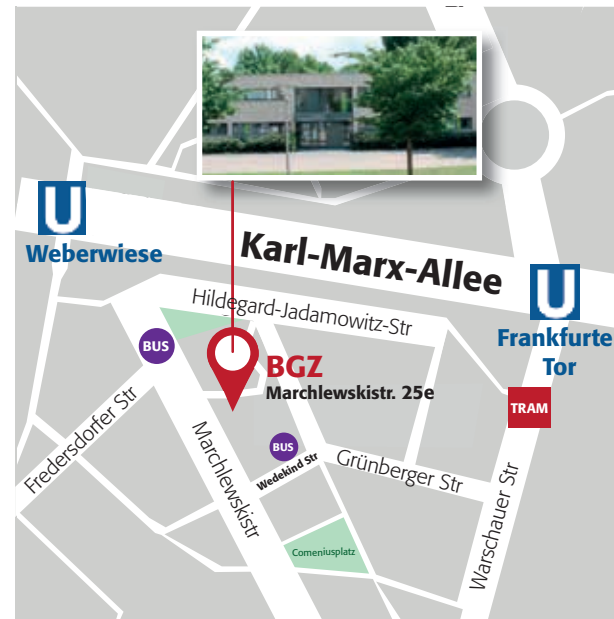 U
Weberwiese
Karl-Marx-Allee
U
Frankfurte
Tor
Hildegard-Jadamowitz-Str
BUS
BGZ
Marchlewskistr. 25e
TRAM
Fredersdorfer Str
Marchlewskistr
BUS
Wedekind Str
Grünberger Str
Warschauer Str
Comeniusplatz